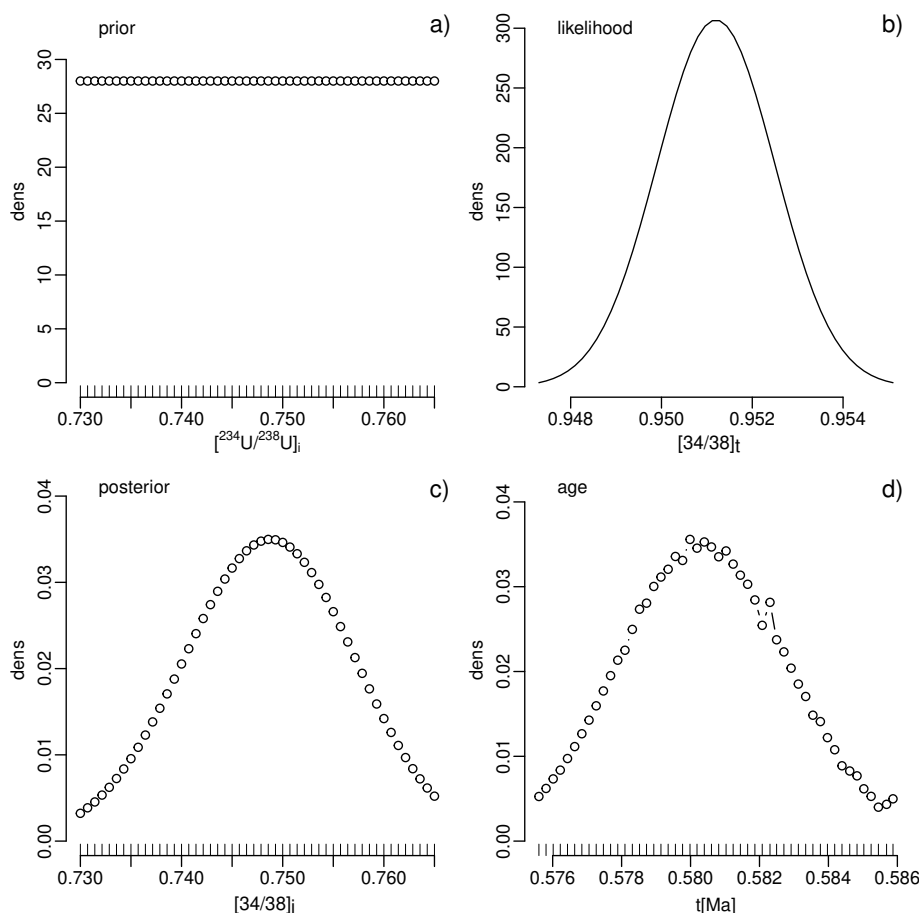 prior
a)
dens
30
25
20
15
10
5
0
0.730 0.740 0.750 0.760
[²³⁴U/²³⁸U]ᵢ
likelihood
b)
dens
300
250
200
150
100
50
0
0.948 0.950 0.952 0.954
[34/38]t
posterior
c)
dens
0.04
0.03
0.02
0.01
0.00
0.730 0.740 0.750 0.760
[34/38]ᵢ
age
d)
dens
0.04
0.03
0.02
0.01
0.00
0.576 0.578 0.580 0.582 0.584 0.586
t[Ma]